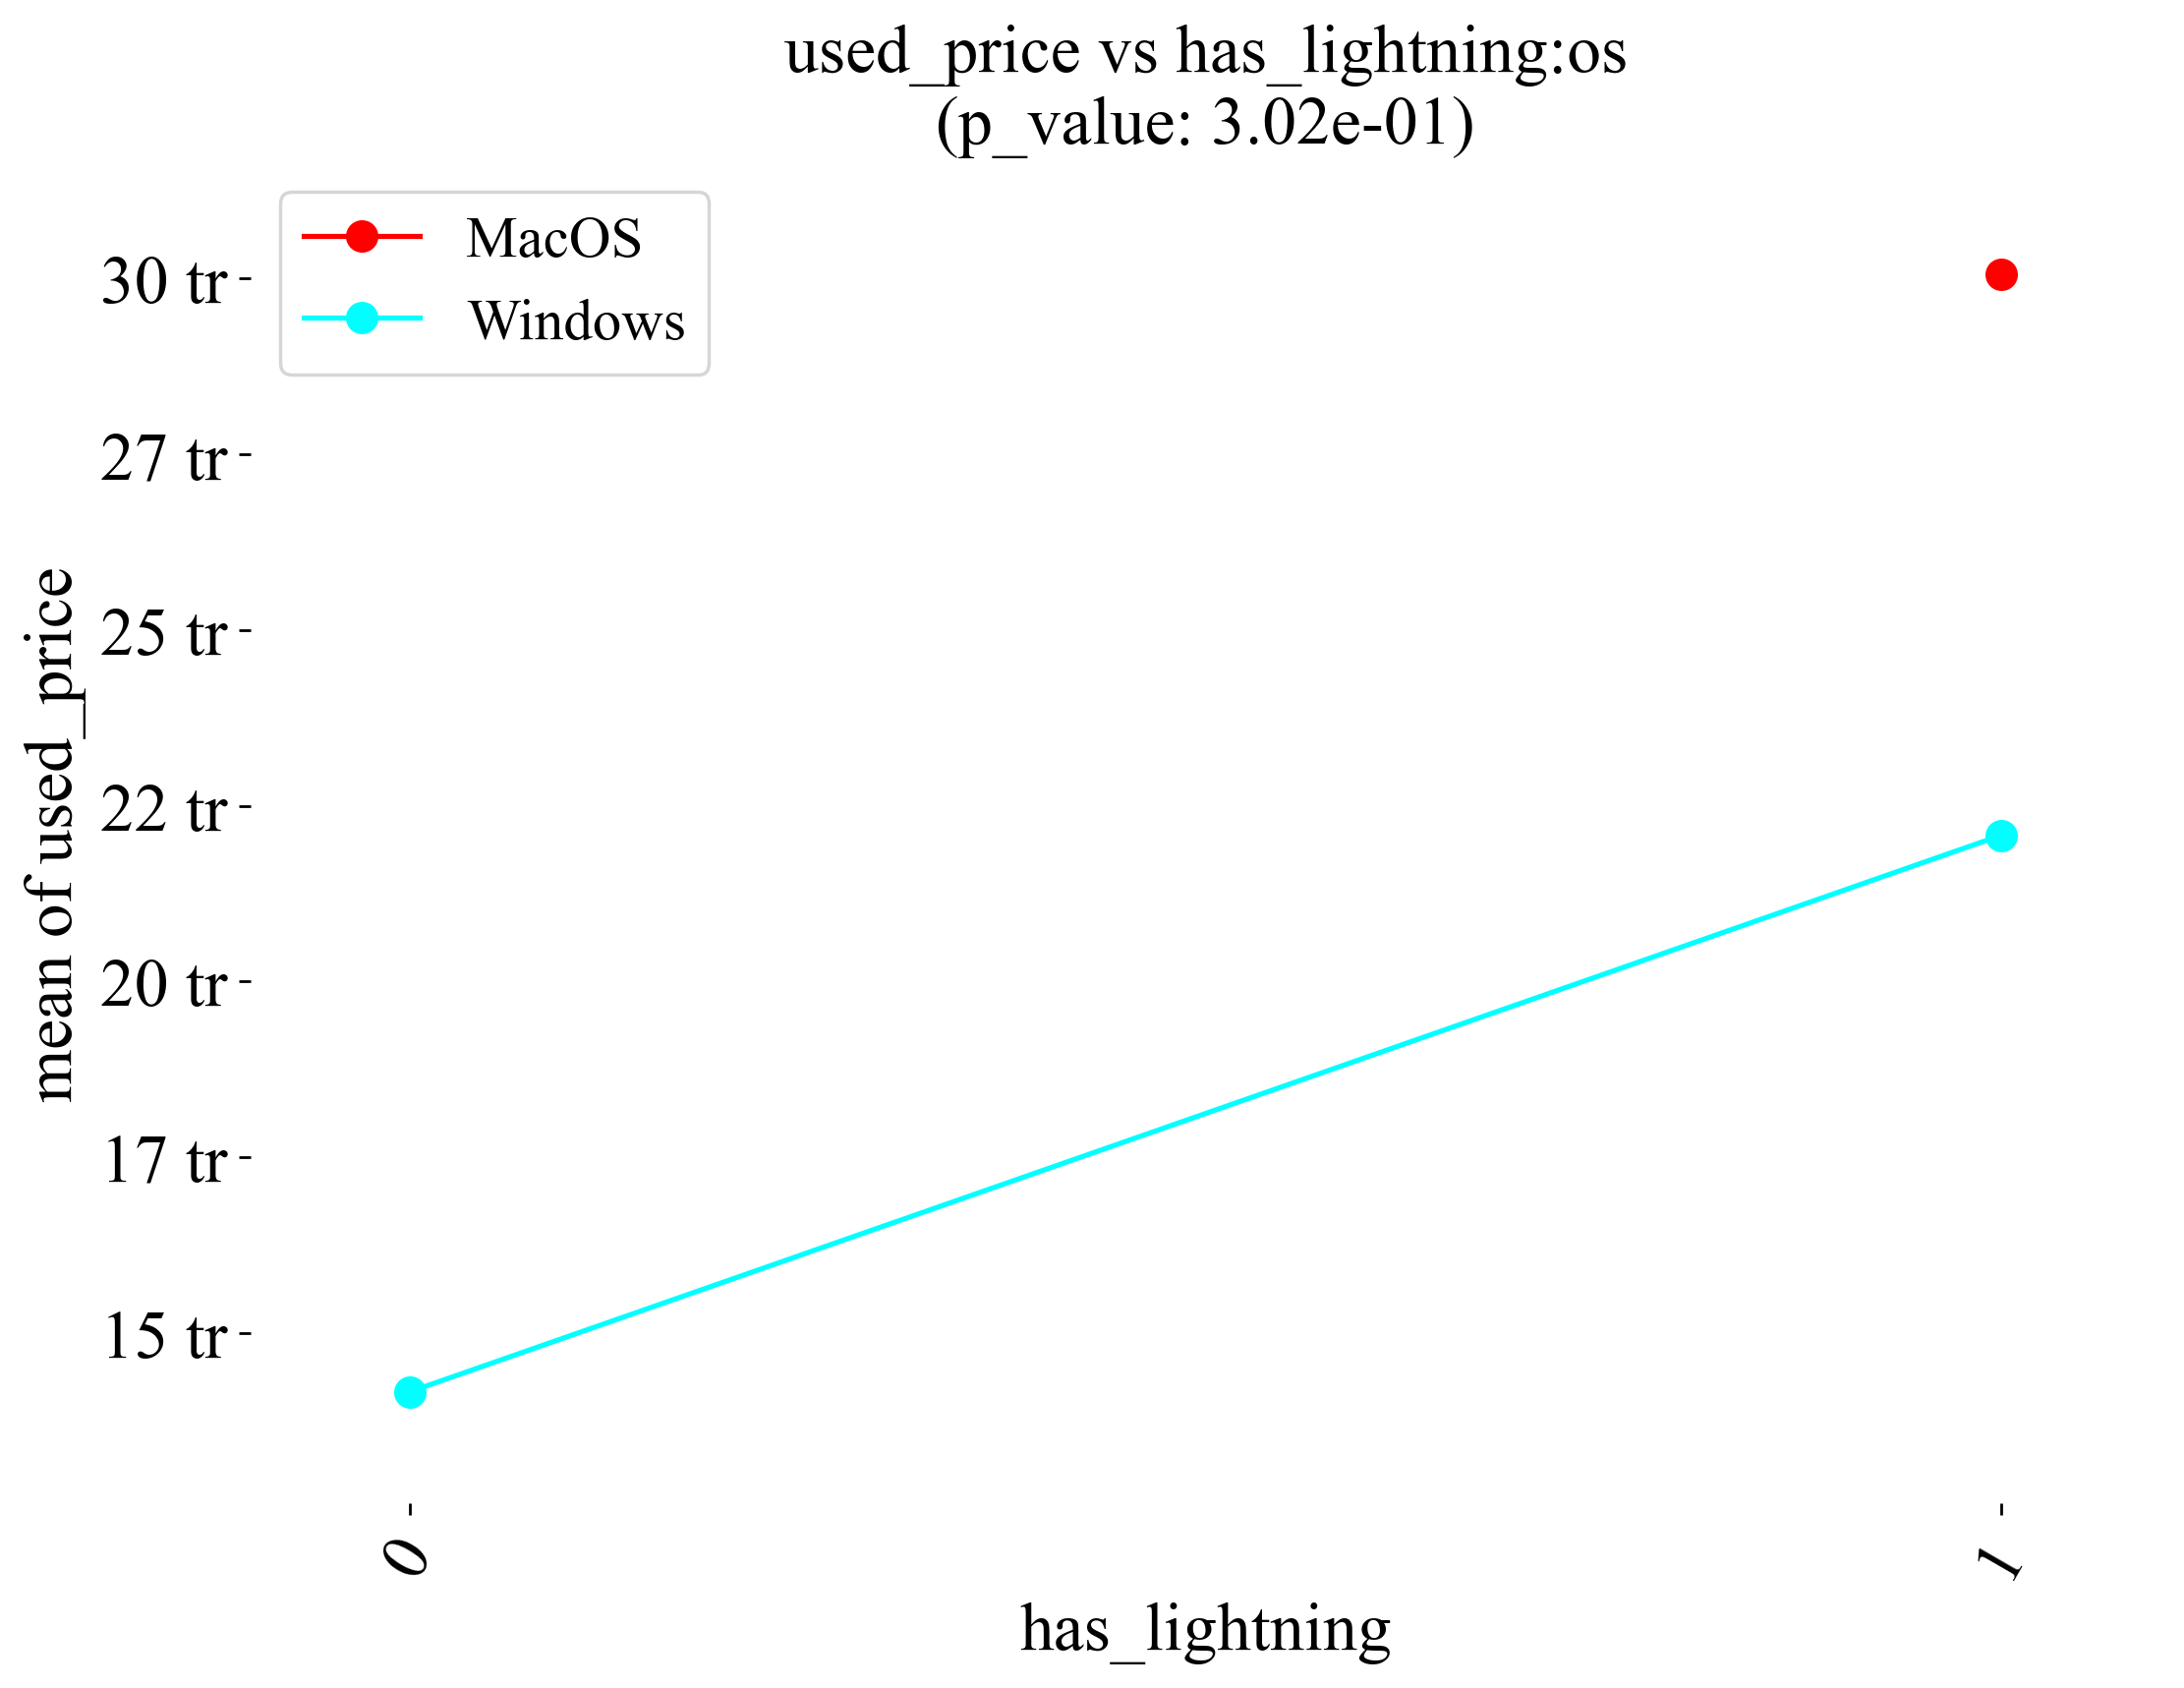 used_price vs has_lightning:os
(p_value: 3.02e-01)
MacOS
Windows
30 tr
27 tr
25 tr
22 tr
20 tr
17 tr
15 tr
mean of used_price
0
1
has_lightning